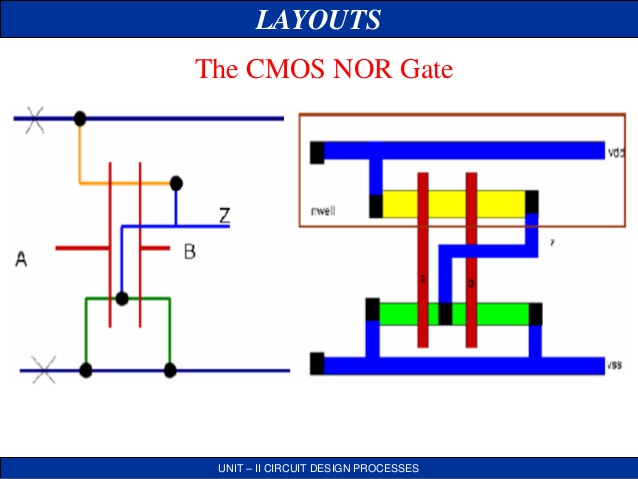 LAYOUTS
The CMOS NOR Gate
A
B
Z
vdd
nwell
z
a
b
vss
UNIT – II CIRCUIT DESIGN PROCESSES